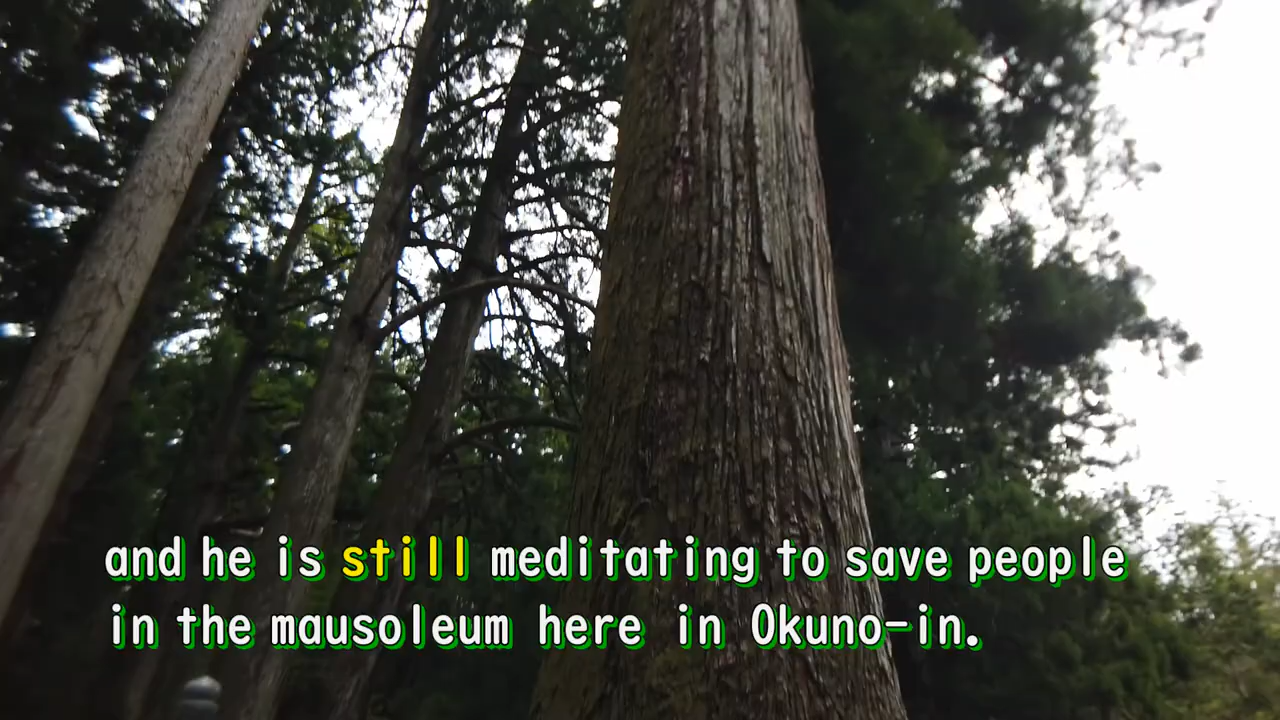 and he is still meditating to save people
in the mausoleum here in Okuno-in.